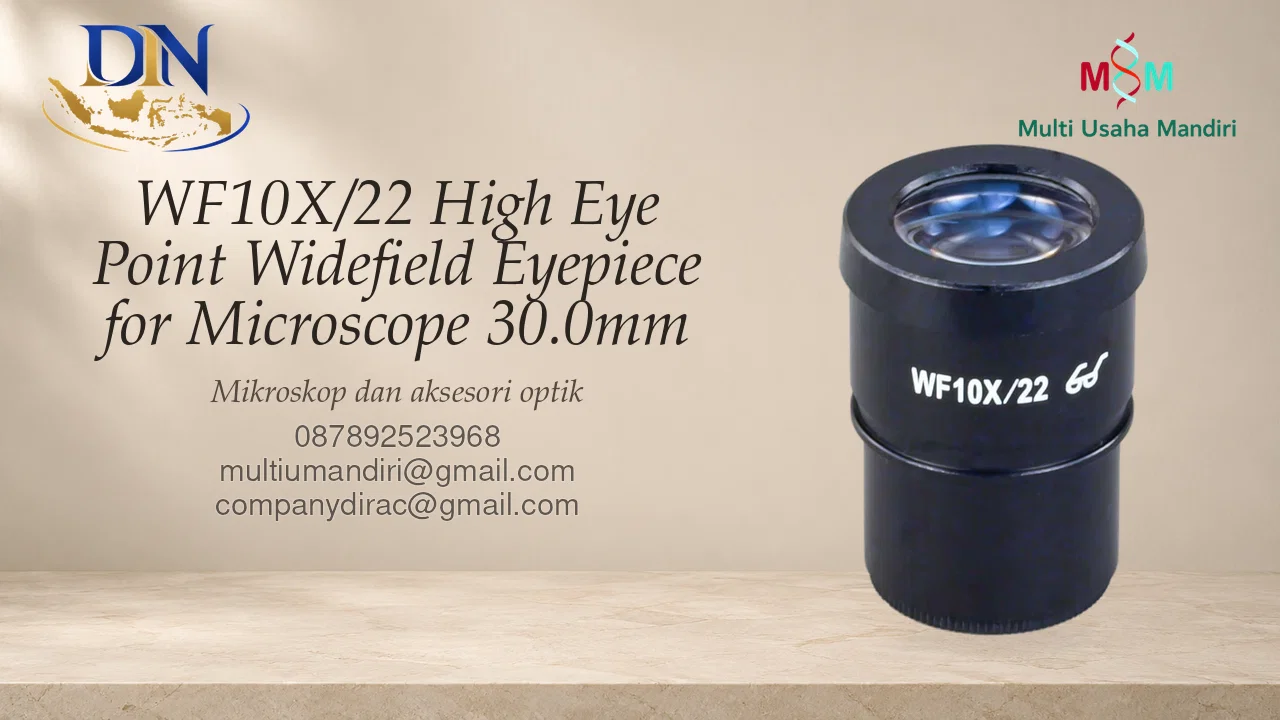 DN
M M
Multi Usaha Mandiri
WF10X/22 High Eye
Point Widefield Eyepiece
for Microscope 30.0mm
Mikroskop dan aksesori optik
087892523968
multiumandiri@gmail.com
companydirac@gmail.com
WF10X/22